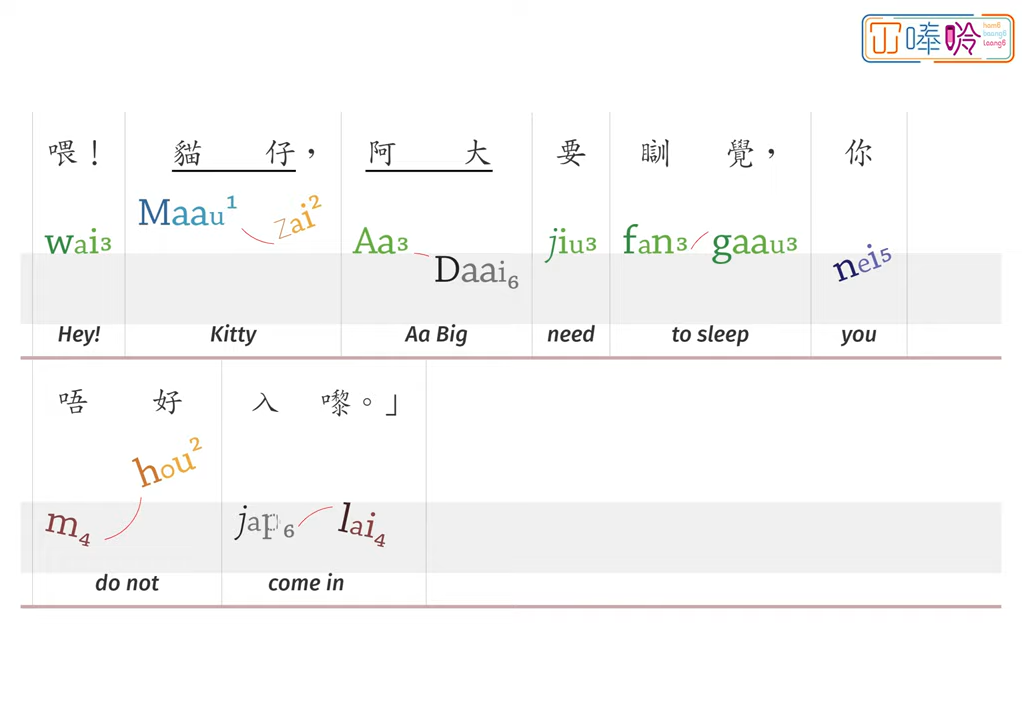 冚唪唥 ham6 baang6 laang6
喂！ 貓仔， 阿大 要 瞓覺， 你
wai3 Maau1 Zai2 Aa3 Daai6 jiu3 fan3 gaau3 nei5
Hey! Kitty Aa Big need to sleep you
唔好 入嚟。」
m4 hou2 jap6 lai4
do not come in